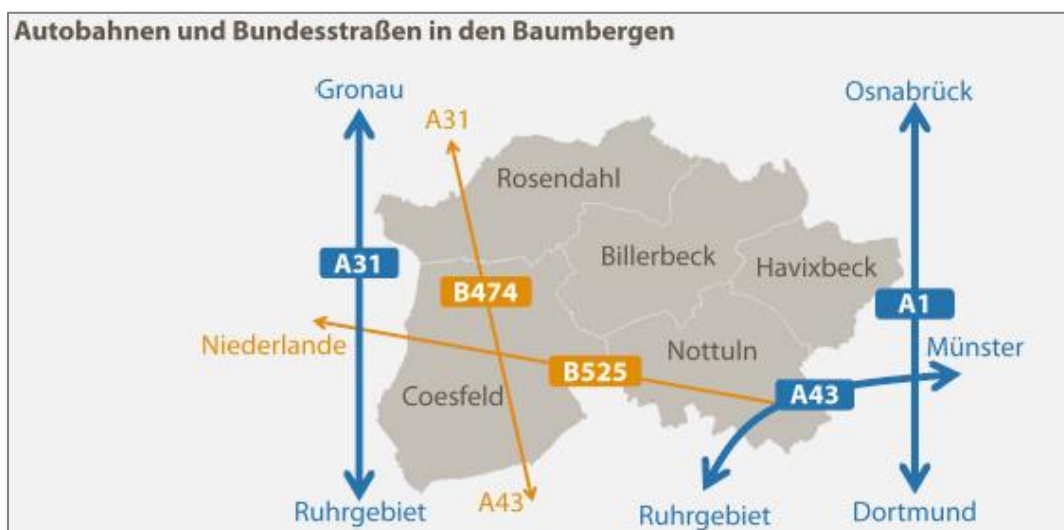 Autobahnen und Bundesstraßen in den Baumbergen
Gronau
Osnabrück
A31
Rosendahl
Billerbeck
Havixbeck
A31
B474
A1
Niederlande
Nottuln
Münster
B525
Coesfeld
A43
A43
Ruhrgebiet
Ruhrgebiet
Dortmund